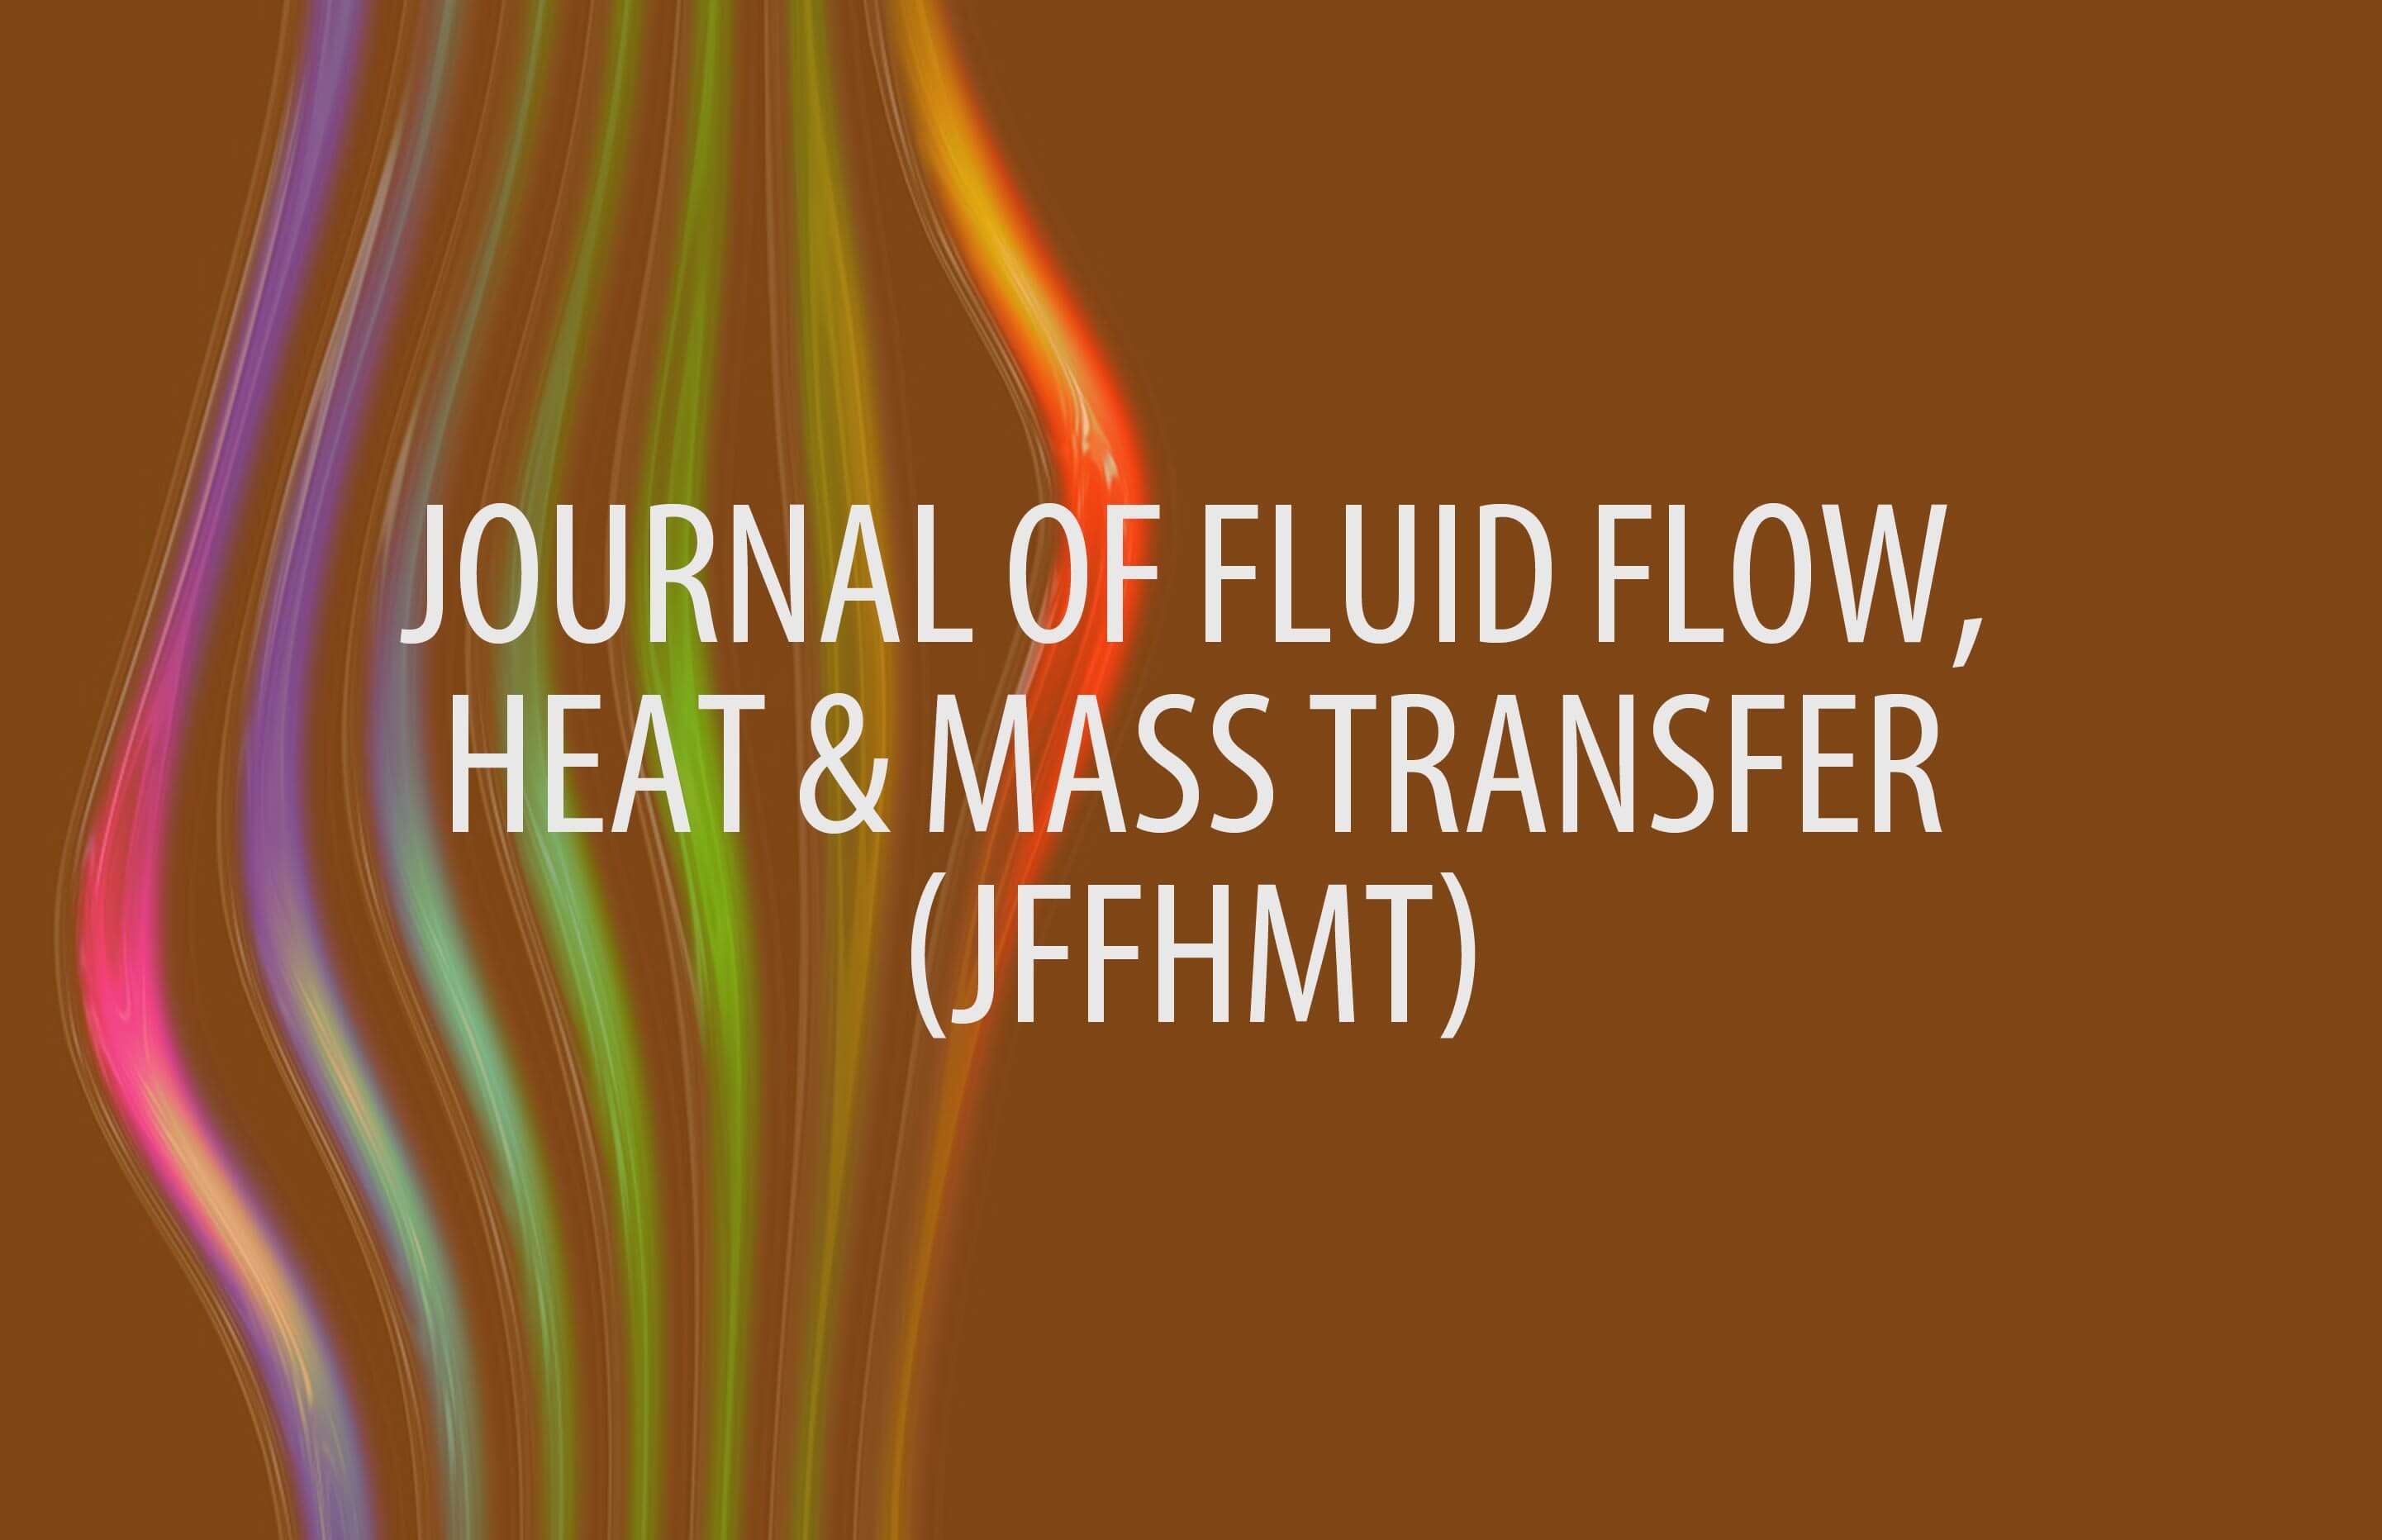 JOURNAL OF FLUID FLOW,
HEAT & MASS TRANSFER
(JFFHMT)